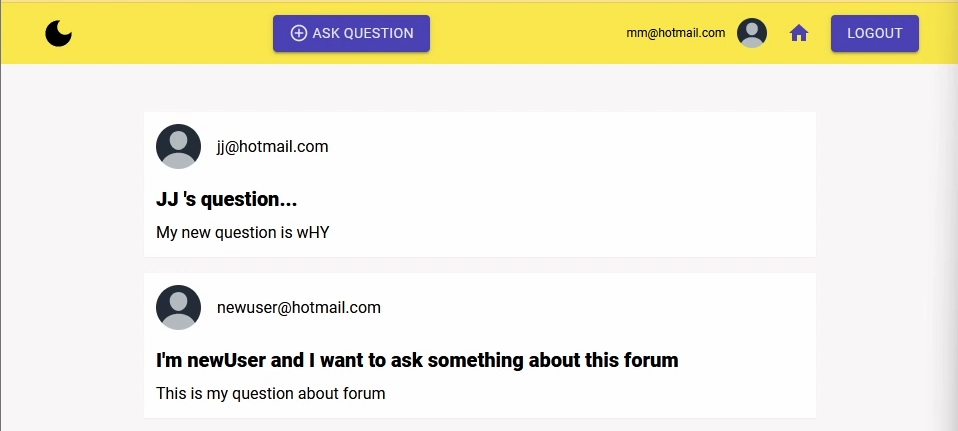 ASK QUESTION
mm@hotmail.com
LOGOUT
jj@hotmail.com
JJ 's question...
My new question is wHY
newuser@hotmail.com
I'm newUser and I want to ask something about this forum
This is my question about forum